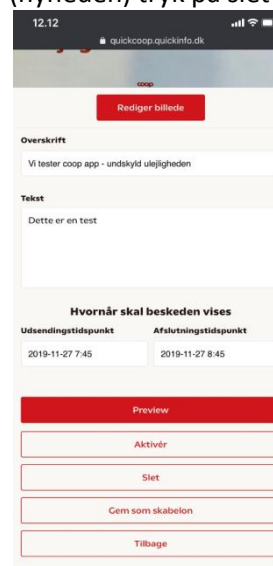 (nyheden) tryk på slet
12.12
quickcoop.quickinfo.dk
coop
Rediger billede
Overskrift
Vi tester coop app - undskyld ulejligheden
Tekst
Dette er en test
Hvornår skal beskeden vises
Udsendingstidspunkt Afslutningstidspunkt
2019-11-27 7:45 2019-11-27 8:45
Preview
Aktivér
Slet
Gem som skabelon
Tilbage